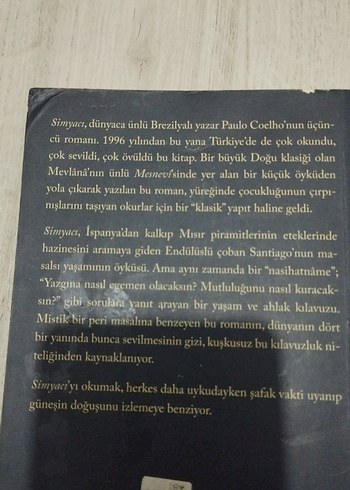 Simyacı, dünyaca ünlü Brezilyalı yazar Paulo Coelho'nun üçün-
cü romanı. 1996 yılından bu yana Türkiye'de de çok okundu,
çok sevildi, çok övüldü bu kitap. Bir büyük Doğu klasiği olan
Mevlânâ'nın ünlü Mesnevî'sinde yer alan bir küçük öyküden
yola çıkarak yazılan bu roman, yüreğinde çocukluğunun çırpı-
nışlarını taşıyan okurlar için bir "klasik" yapıt haline geldi.
Simyacı, İspanya'dan kalkıp Mısır piramitlerinin eteklerinde
hazinesini aramaya giden Endülüslü çoban Santiago'nun ma-
salsı yaşamının öyküsü. Ama aynı zamanda bir "nasihatnâme";
"Yazgına nasıl egemen olacaksın? Mutluluğunu nasıl kuracak-
sın?" gibi sorulara yanıt arayan bir yaşam ve ahlak kılavuzu.
Mistik bir peri masalına benzeyen bu romanın, dünyanın dört
bir yanında bunca sevilmesinin gizi, kuşkusuz bu kılavuzluk ni-
teliğinden kaynaklanıyor.
Simyacı'yı okumak, herkes daha uykudayken şafak vakti uyanıp
güneşin doğuşunu izlemeye benziyor.